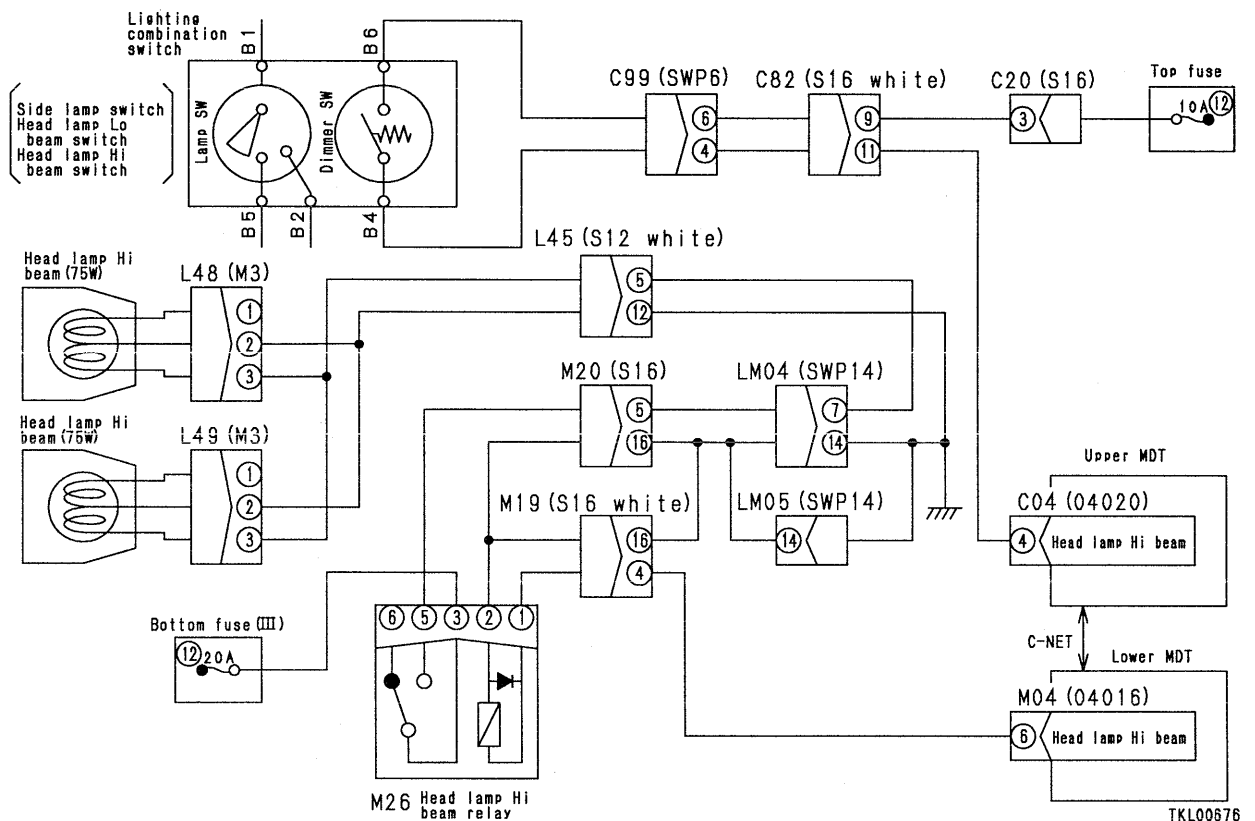 Lighting
combination
switch
B1
B6
Side lamp switch
Head lamp Lo
beam switch
Head lamp Hi
beam switch
Lamp SW
Dimmer SW
B5
B2
B4
C99 (SWP6)
6
4
C82 (S16 white)
9
11
C20 (S16)
3
Top fuse
10A
12
Head lamp Hi
beam (75W)
L48 (M3)
1
2
3
L45 (S12 white)
5
12
Head lamp Hi
beam (75W)
L49 (M3)
1
2
3
M20 (S16)
5
16
LM04 (SWP14)
7
14
M19 (S16 white)
16
4
LM05 (SWP14)
14
Upper MDT
C04 (04020)
4
Head lamp Hi beam
C-NET
Lower MDT
M04 (04016)
6
Head lamp Hi beam
Bottom fuse (III)
12
20A
6
5
3
2
1
M26 Head lamp Hi
beam relay
TKL00676